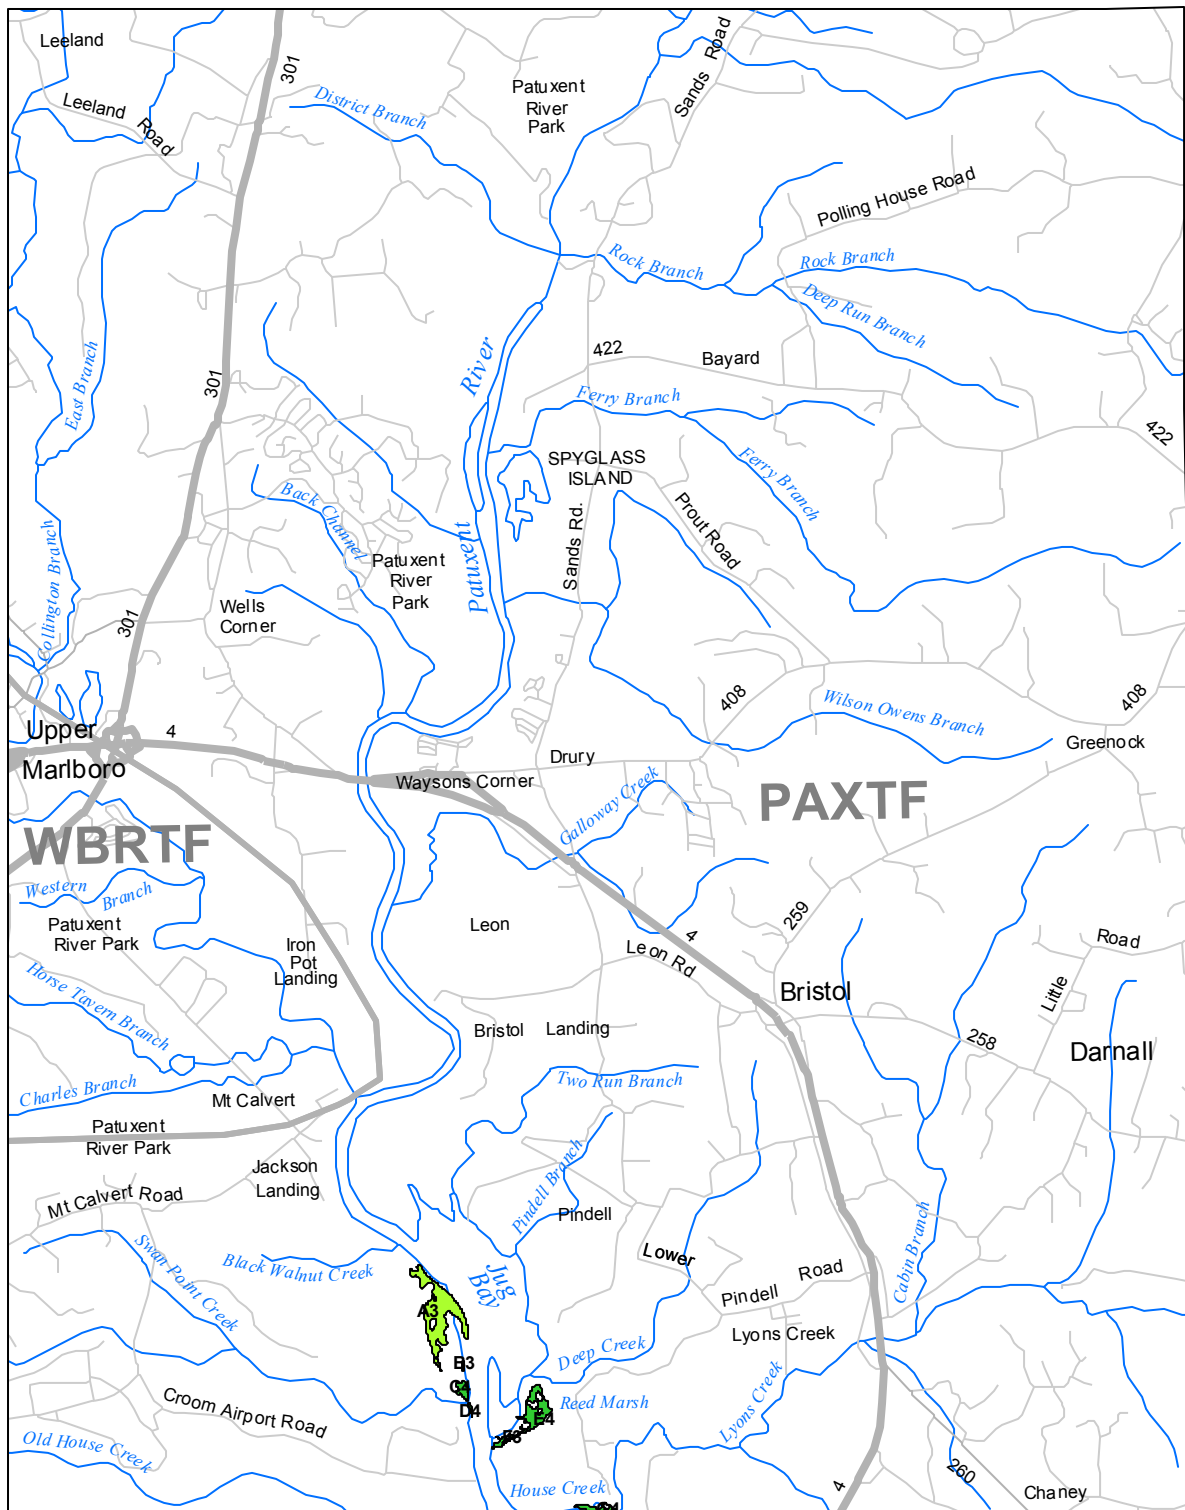 Leeland
301
Leeland
Road
District Branch
Patuxent
River
Park
Sands Road
Polling House Road
Rock Branch
Rock Branch
Deep Run Branch
River
422
Bayard
East Branch
301
Ferry Branch
422
SPYGLASS
ISLAND
Ferry Branch
Back Channel
Prout Road
Sands Rd.
Patuxent
River
Park
Patuxent
Collington Branch
Wells
Corner
301
408
Wilson Owens Branch
408
Upper
Marlboro
4
Drury
Greenock
Waysons Corner
Galloway Creek
PAXTF
WBRTF
Western
Branch
Patuxent
River Park
Leon
259
4
Leon Rd
Road
Iron
Pot
Landing
Horse Tavern Branch
Bristol
Little
Bristol Landing
258
Darnall
Two Run Branch
Charles Branch
Mt Calvert
Patuxent
River Park
Jackson
Landing
Pindell Branch
Mt Calvert Road
Pindell
Swan Point Creek
Black Walnut Creek
Jug
Bay
Lower
Pindell Road
Cabin Branch
A3
Lyons Creek
B3
Deep Creek
C4
D4
Reed Marsh
E4
Croom Airport Road
Lyons Creek
Old House Creek
House Creek
260
4
Chaney